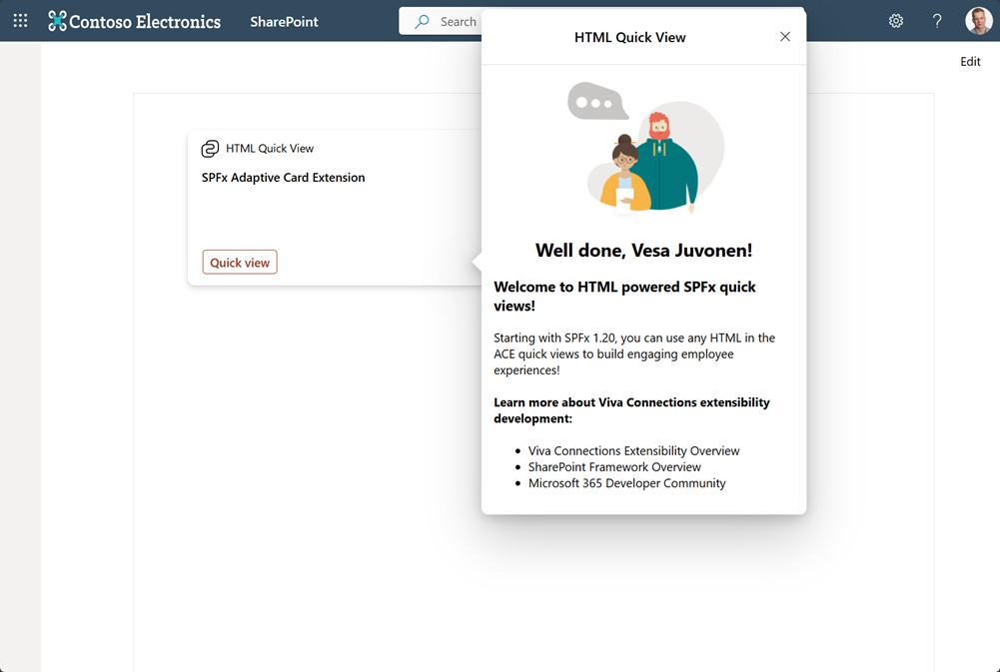 Contoso Electronics
SharePoint
Search
HTML Quick View
Edit
HTML Quick View
SPFx Adaptive Card Extension
Quick view
Well done, Vesa Juvonen!
Welcome to HTML powered SPFx quick
views!
Starting with SPFx 1.20, you can use any HTML in the
ACE quick views to build engaging employee
experiences!
Learn more about Viva Connections extensibility
development:
Viva Connections Extensibility Overview
SharePoint Framework Overview
Microsoft 365 Developer Community